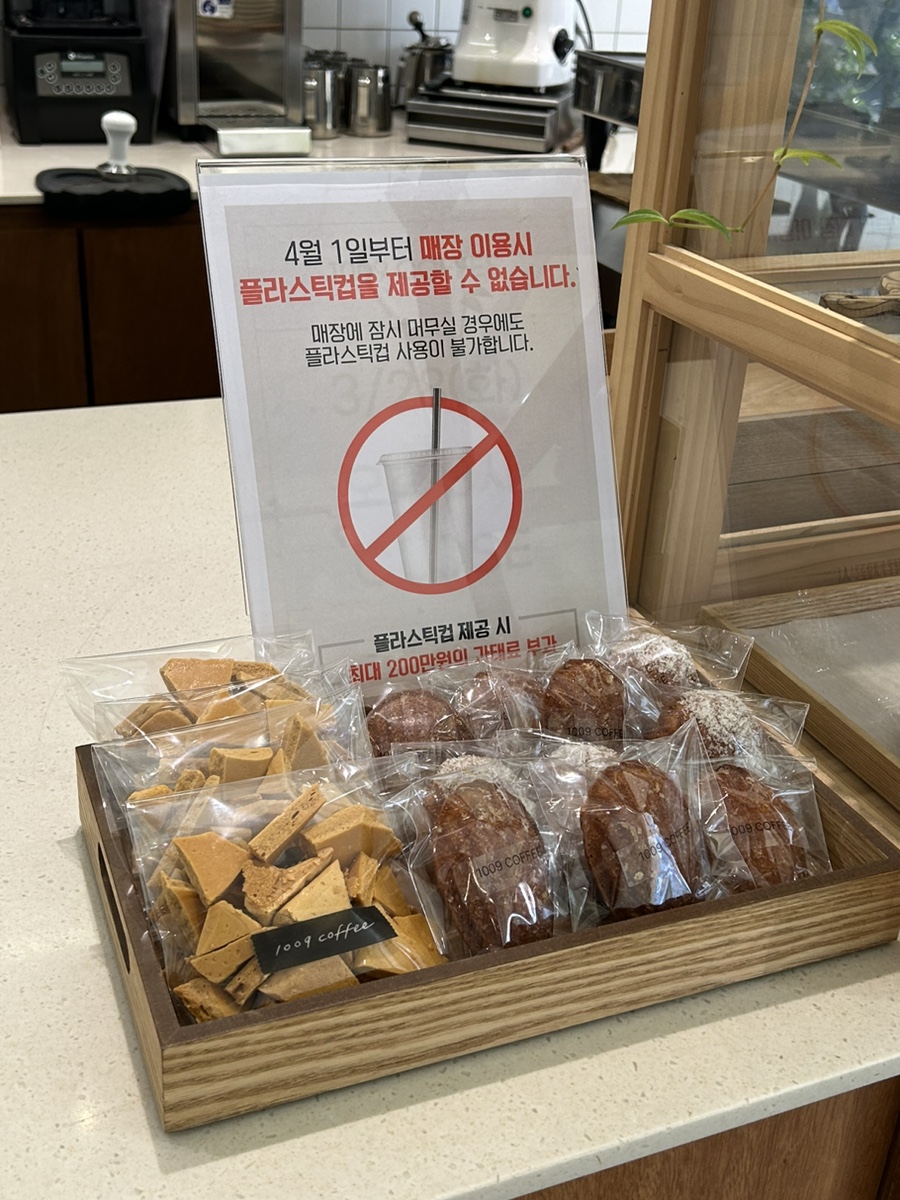 4월 1일부터 매장 이용시
플라스틱컵을 제공할 수 없습니다.
매장에 잠시 머무실 경우에도
플라스틱컵 사용이 불가합니다.
플라스틱컵 제공 시
최대 200만원의 과태료 부과
1009 COFFEE
1009 COFFEE
1009 COFFEE
1009 COFFEE
1009 coffee